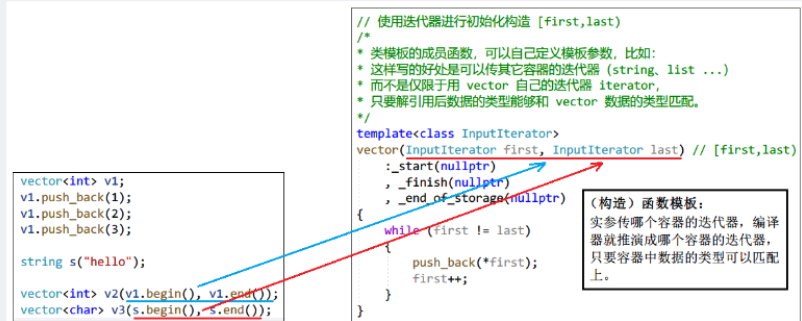 // 使用迭代器进行初始化构造 [first,last)
/*
* 类模板的成员函数，可以自己定义模板参数，比如：
* 这样写的好处是可以传其它容器的迭代器 (string、list ...)
* 而不是仅限于用 vector 自己的迭代器 iterator，
* 只要解引用后数据的类型能够和 vector 数据的类型匹配。
*/
template<class InputIterator>
vector(InputIterator first, InputIterator last) // [first,last)
:_start(nullptr)
, _finish(nullptr)
, _end_of_storage(nullptr)
{
while (first != last)
{
push_back(*first);
first++;
}
}
vector<int> v1;
v1.push_back(1);
v1.push_back(2);
v1.push_back(3);
string s("hello");
vector<int> v2(v1.begin(), v1.end());
vector<char> v3(s.begin(), s.end());
（构造）函数模板：
实参传哪个容器的迭代器，编译
器就推演成哪个容器的迭代器，
只要容器中数据的类型可以匹配
上。